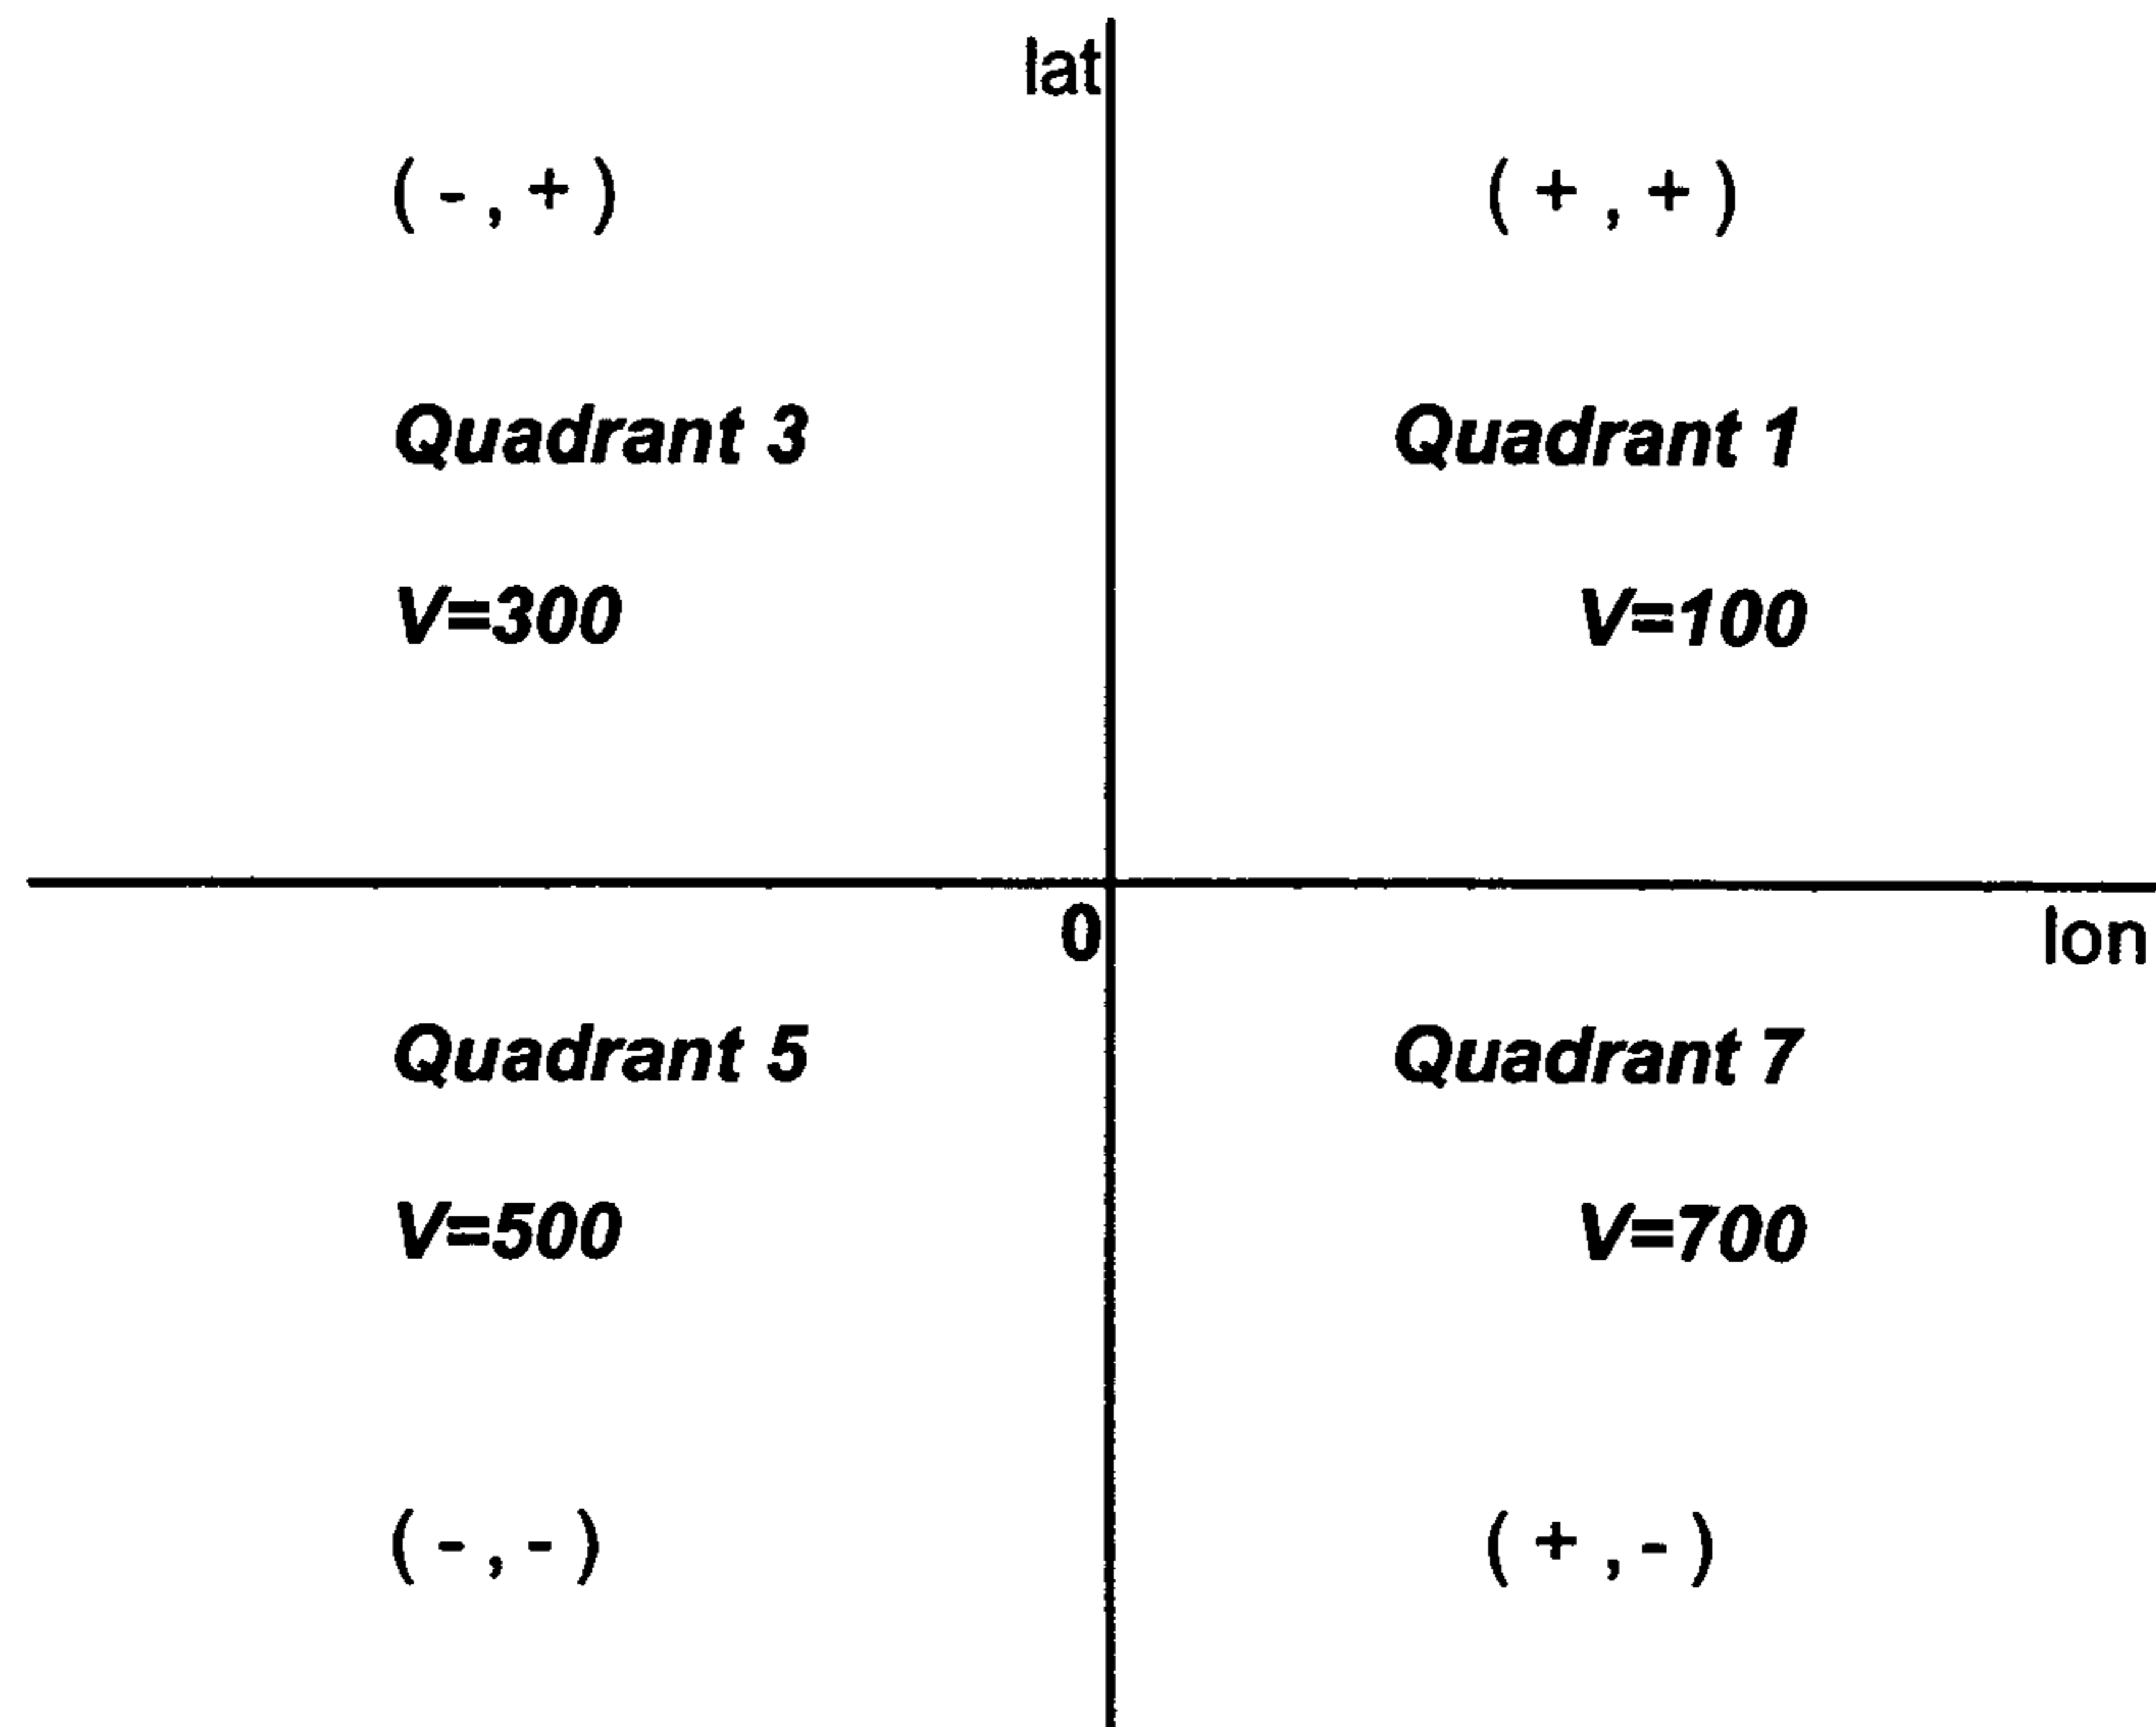 lat
( - , + )
( + , + )
Quadrant 3
Quadrant 1
V=300
V=100
0
lon
Quadrant 5
Quadrant 7
V=500
V=700
( - , - )
( + , - )